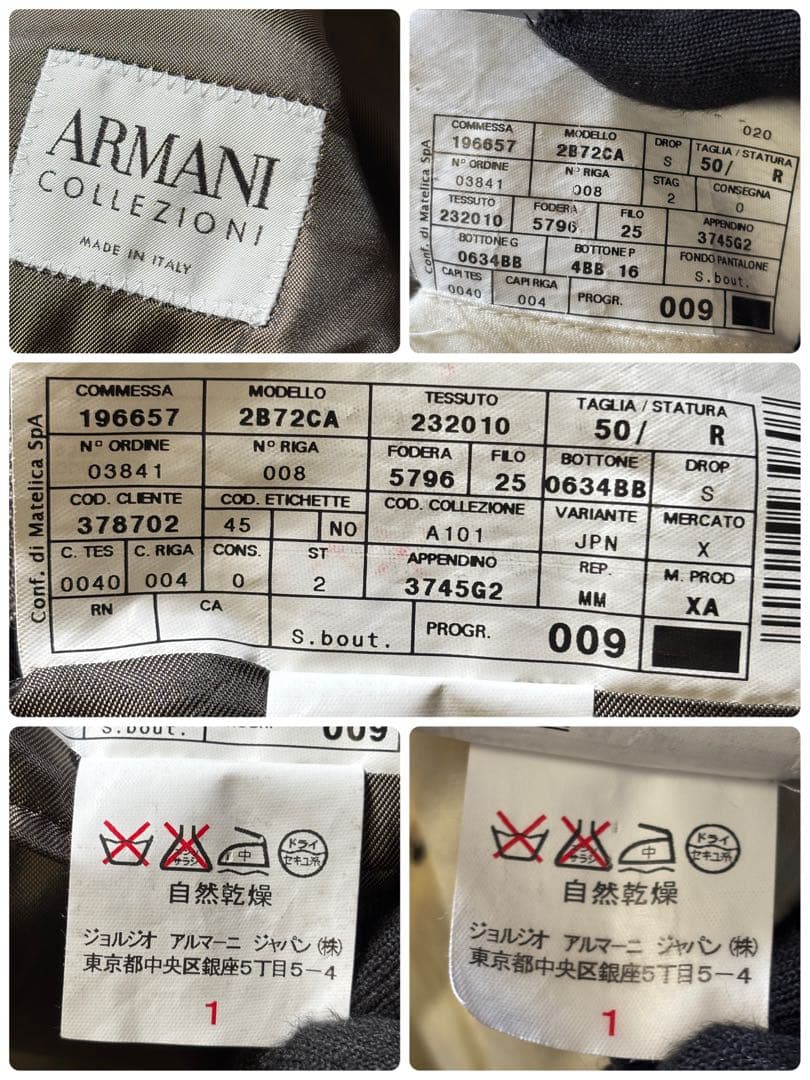 ARMANI
COLLEZIONI
MADE IN ITALY
020
Conf. di Matelica SpA
COMMESSA MODELLO DROP TAGLIA / STATURA
196657 2B72CA S 50/ R
N° ORDINE N° RIGA STAG CONSEGNA
03841 008 2 0
TESSUTO FODERA FILO APPENDINO
232010 5796 25 3745G2
BOTTONE G BOTTONE P FONDO PANTALONE
0634BB 4BB 16 S.bout.
CAPI TES CAPI RIGA PROGR. 009
0040 004
Conf. di Matelica SpA
COMMESSA MODELLO TESSUTO TAGLIA / STATURA
196657 2B72CA 232010 50/ R
N° ORDINE N° RIGA FODERA FILO BOTTONE DROP
03841 008 5796 25 0634BB S
COD. CLIENTE COD. ETICHETTE COD. COLLEZIONE VARIANTE MERCATO
378702 45 NO A101 JPN X
C. TES C. RIGA CONS. ST APPENDINO REP. M. PROD
0040 004 0 2 3745G2 MM XA
RN CA S.bout. PROGR. 009
S.bout. 009
サラシ 中 ドライ
セキユ系
自然乾燥
ジョルジオ アルマーニ ジャパン(株)
東京都中央区銀座5丁目5-4
1
サラシ 中 ドライ
セキユ系
自然乾燥
ジョルジオ アルマーニ ジャパン(株)
東京都中央区銀座5丁目5-4
1